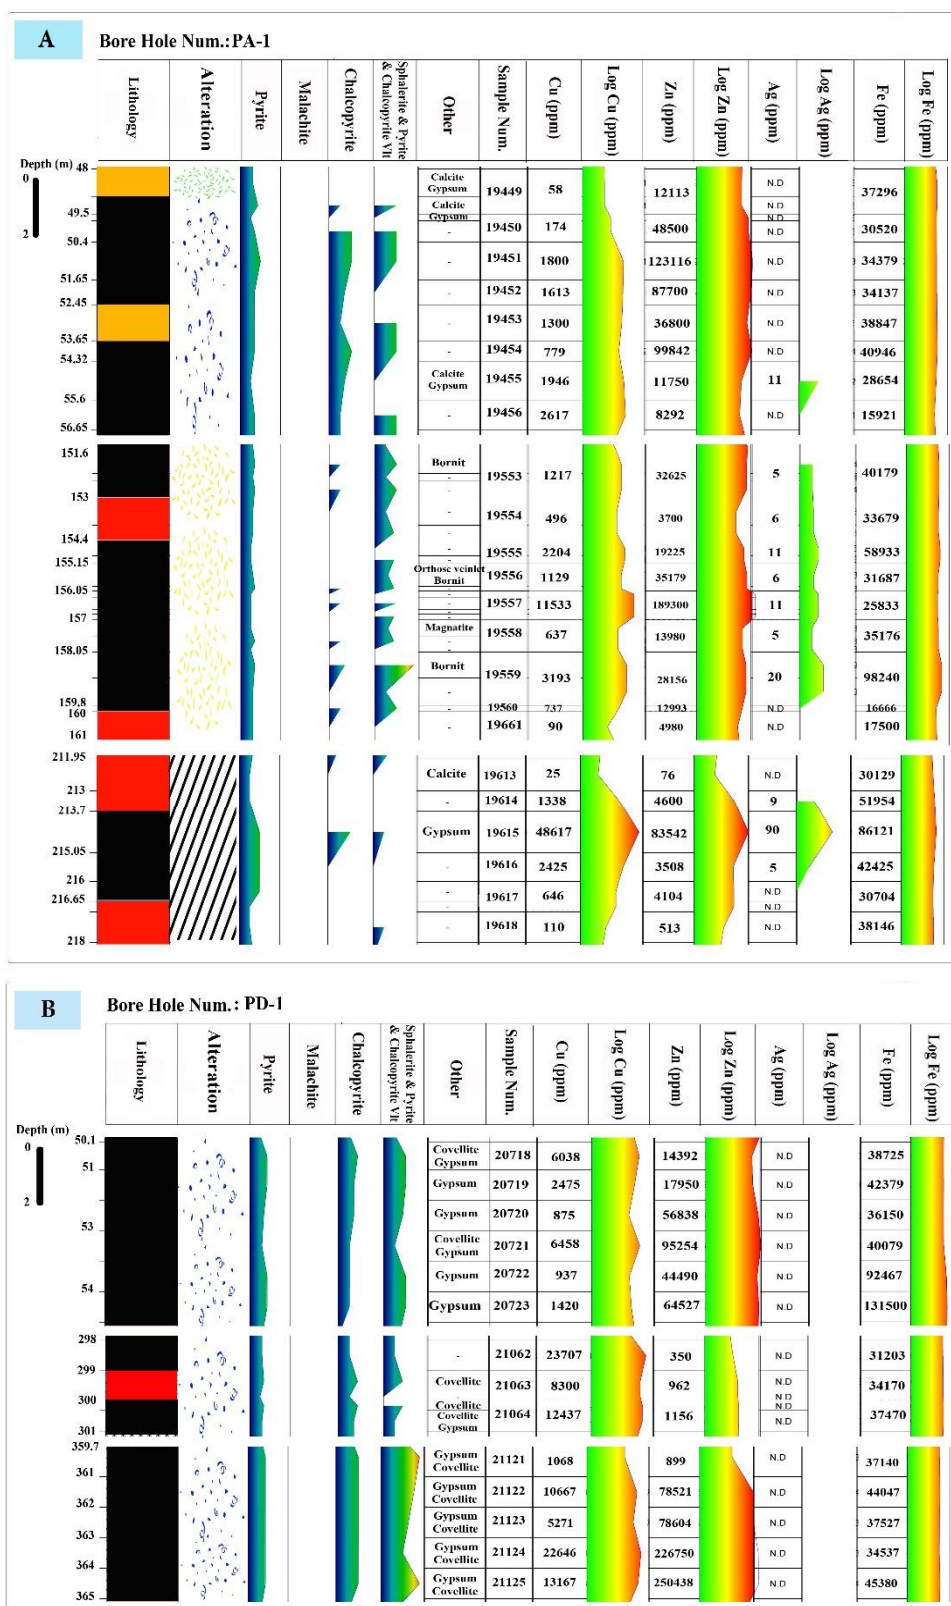 A
Bore Hole Num.:PA-1
Lithology
Alteration
Pyrite
Malachite
Chalcopyrite
Sphalerite & Pyrite
& Chalcopyrite Vlt
Other
Sample Num.
Cu (ppm)
Log Cu (ppm)
Zn (ppm)
Log Zn (ppm)
Ag (ppm)
Log Ag (ppm)
Fe (ppm)
Log Fe (ppm)
Depth (m)
0
2
48
49.5
50.4
51.65
52.45
53.65
54.32
55.6
56.65
Calcite
Gypsum
19449 58 12113 N.D 37296
Calcite
Gypsum
N.D
N.D
- 19450 174 48500 N.D 30520
- 19451 1800 123116 N.D 34379
- 19452 1613 87700 N.D 34137
- 19453 1300 36800 N.D 38847
- 19454 779 99842 N.D 40946
Calcite
Gypsum
19455 1946 11750 11 28654
- 19456 2617 8292 N.D 15921
151.6
153
154.4
155.15
156.05
157
158.05
159.8
160
161
Bornit
19553 1217 32625 5 40179
-
- 19554 496 3700 6 33679
- 19555 2204 19225 11 58933
-
Orthose veinlet
Bornit
19556 1129 35179 6 31687
- 19557 11533 189300 11 25833
Magnatite
19558 637 13980 5 35176
-
Bornit
19559 3193 28156 20 98240
-
- 19560 737 12993 N.D 16666
- 19661 90 4980 N.D 17500
211.95
213
213.7
215.05
216
216.65
218
Calcite 19613 25 76 N.D 30129
- 19614 1338 4600 9 51954
Gypsum 19615 48617 83542 90 86121
- 19616 2425 3508 5 42425
- 19617 646 4104 N.D 30704
- N.D
- 19618 110 513 N.D 38146
B
Bore Hole Num.: PD-1
Lithology
Alteration
Pyrite
Malachite
Chalcopyrite
Sphalerite & Pyrite
& Chalcopyrite Vlt
Other
Sample Num.
Cu (ppm)
Log Cu (ppm)
Zn (ppm)
Log Zn (ppm)
Ag (ppm)
Log Ag (ppm)
Fe (ppm)
Log Fe (ppm)
Depth (m)
0
2
50.1
51
53
54
Covellite
Gypsum
20718 6038 14392 N.D 38725
Gypsum 20719 2475 17950 N.D 42379
Gypsum 20720 875 56838 N.D 36150
Covellite
Gypsum
20721 6458 95254 N.D 40079
Gypsum 20722 937 44490 N.D 92467
Gypsum 20723 1420 64527 N.D 131500
298
299
300
301
- 21062 23707 350 N.D 31203
Covellite 21063 8300 962 N.D 34170
- N.D
Covellite N.D
Covellite
Gypsum
21064 12437 1156 N.D 37470
359.7
361
362
363
364
365
Gypsum
Covellite
21121 1068 899 N.D 37140
Gypsum
Covellite
21122 10667 78521 N.D 44047
Gypsum
Covellite
21123 5271 78604 N.D 37527
Gypsum
Covellite
21124 22646 226750 N.D 34537
Gypsum
Covellite
21125 13167 250438 N.D 45380